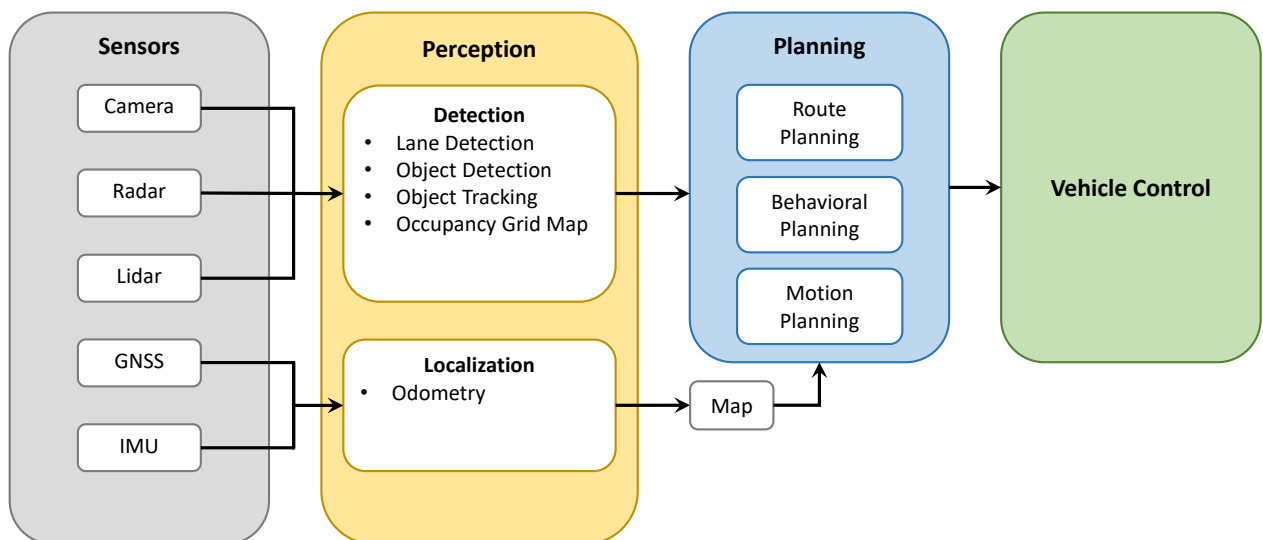 Sensors
Camera
Radar
Lidar
GNSS
IMU
Perception
Detection
• Lane Detection
• Object Detection
• Object Tracking
• Occupancy Grid Map
Localization
• Odometry
Map
Planning
Route
Planning
Behavioral
Planning
Motion
Planning
Vehicle Control